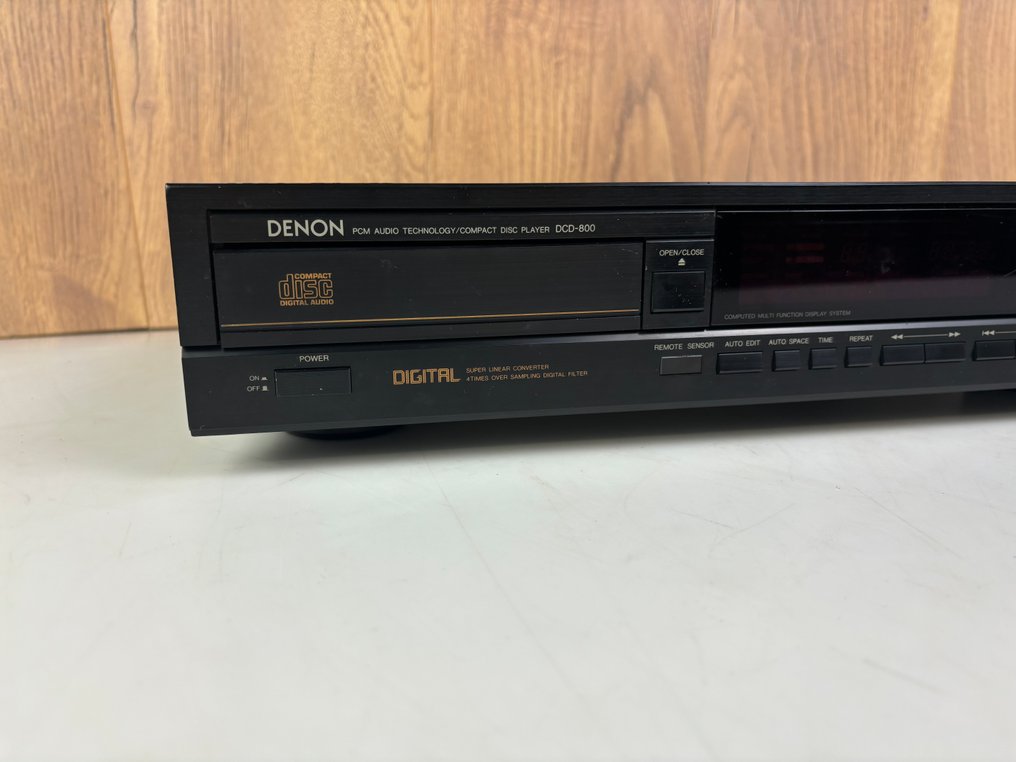 DENON PCM AUDIO TECHNOLOGY/COMPACT DISC PLAYER DCD-800
OPEN/CLOSE
COMPACT
disc
DIGITAL AUDIO
COMPUTED MULTI FUNCTION DISPLAY SYSTEM
REMOTE SENSOR AUTO EDIT AUTO SPACE TIME REPEAT
POWER
ON
OFF
DIGITAL
SUPER LINEAR CONVERTER
4TIMES OVER SAMPLING DIGITAL FILTER